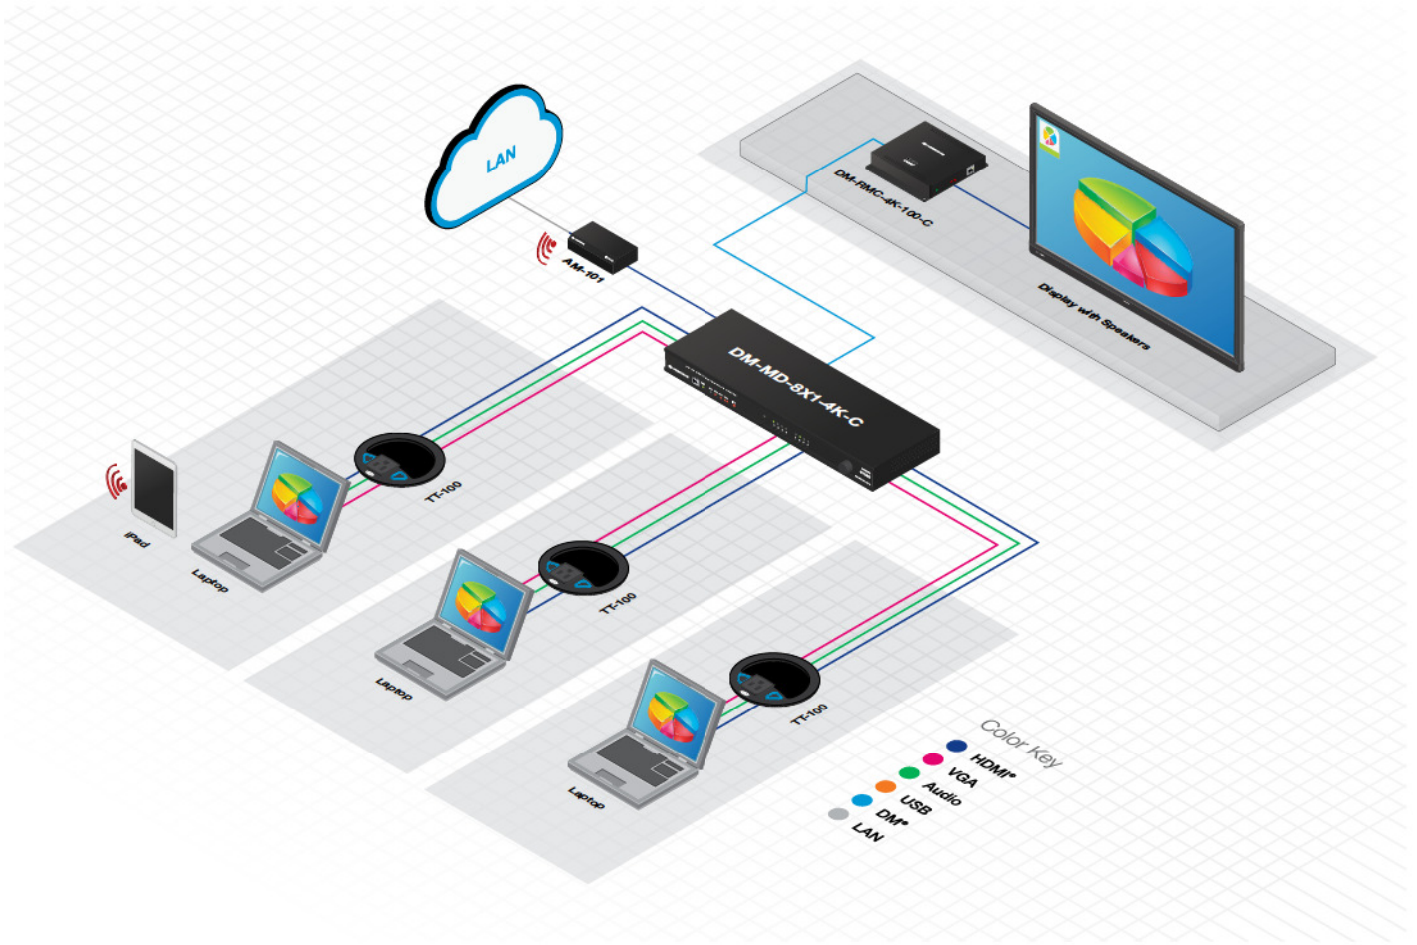 LAN
AM-101
DM-RMC-4K-100-C
Display with Speakers
DM-MD-8X1-4K-C
TT-100
iPad
Laptop
TT-100
Laptop
TT-100
Laptop
Color Key
HDMI®
VGA
Audio
USB
DM®
LAN